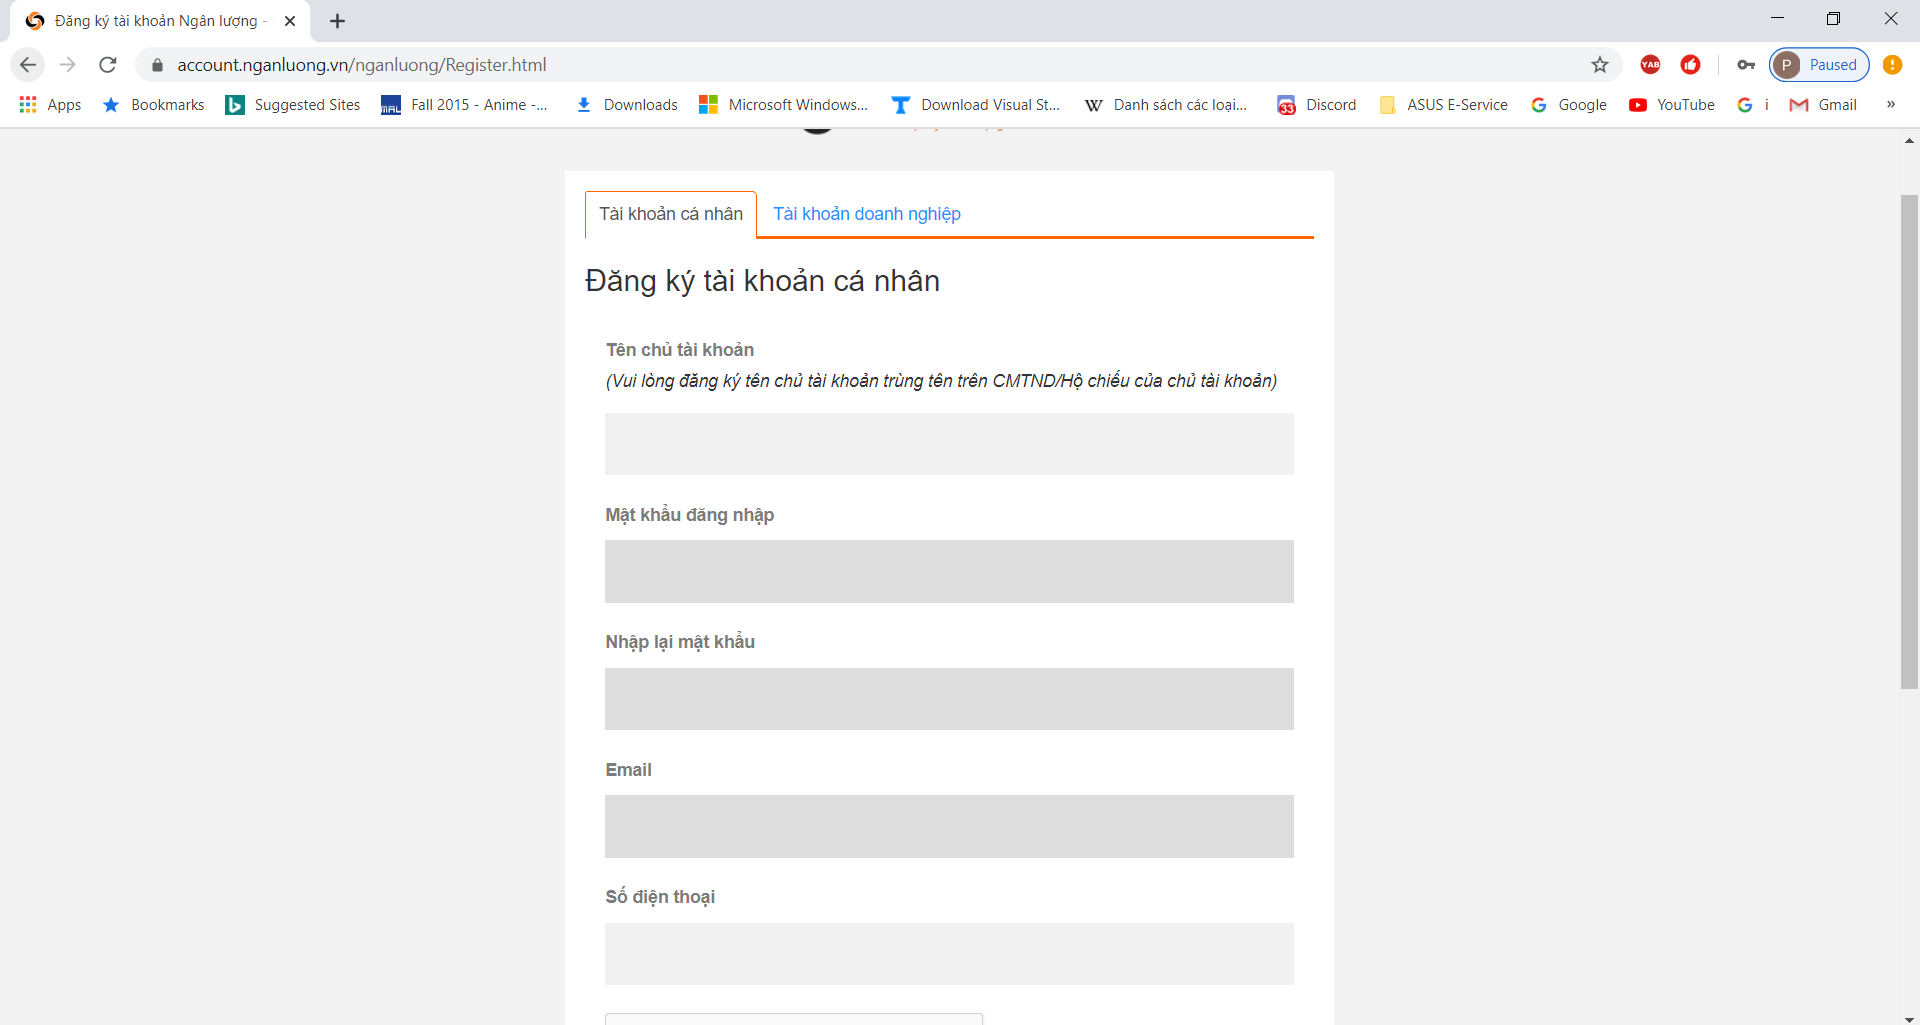 Đăng ký tài khoản Ngân lượng -
account.nganluong.vn/nganluong/Register.html
YAB
P Paused
Apps Bookmarks Suggested Sites MAL Fall 2015 - Anime -... Downloads Microsoft Windows... Download Visual St... W Danh sách các loại... 33 Discord ASUS E-Service Google YouTube i Gmail »
Tài khoản cá nhân Tài khoản doanh nghiệp
Đăng ký tài khoản cá nhân
Tên chủ tài khoản
(Vui lòng đăng ký tên chủ tài khoản trùng tên trên CMTND/Hộ chiếu của chủ tài khoản)
Mật khẩu đăng nhập
Nhập lại mật khẩu
Email
Số điện thoại